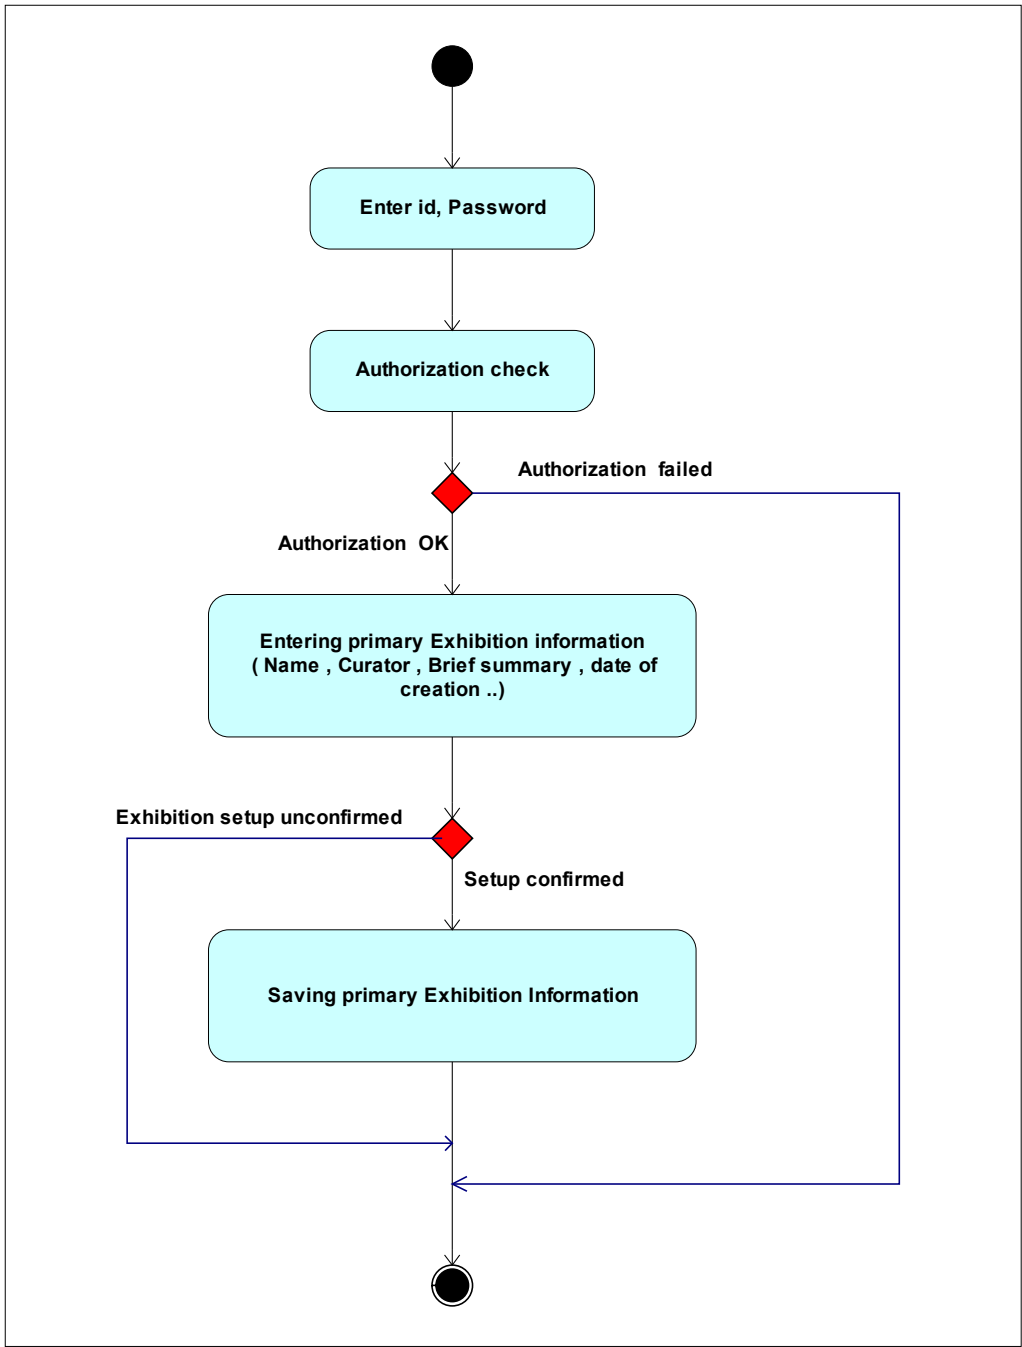 Enter id, Password
Authorization check
Authorization  failed
Authorization  OK
Entering primary Exhibition information
( Name , Curator , Brief summary , date of
creation ..)
Exhibition setup unconfirmed
Setup confirmed
Saving primary Exhibition Information